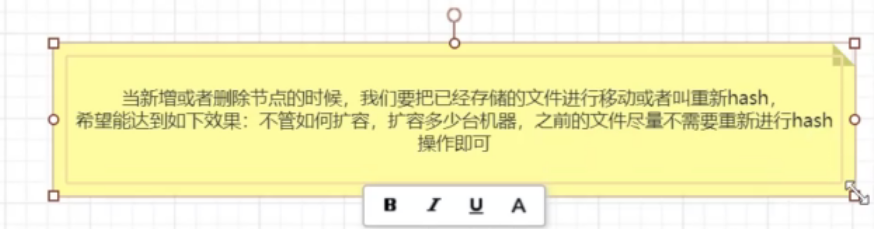 当新增或者删除节点的时候，我们要把已经存储的文件进行移动或者叫重新hash，
希望能达到如下效果：不管如何扩容，扩容多少台机器，之前的文件尽量不需要重新进行hash
操作即可
B I U A